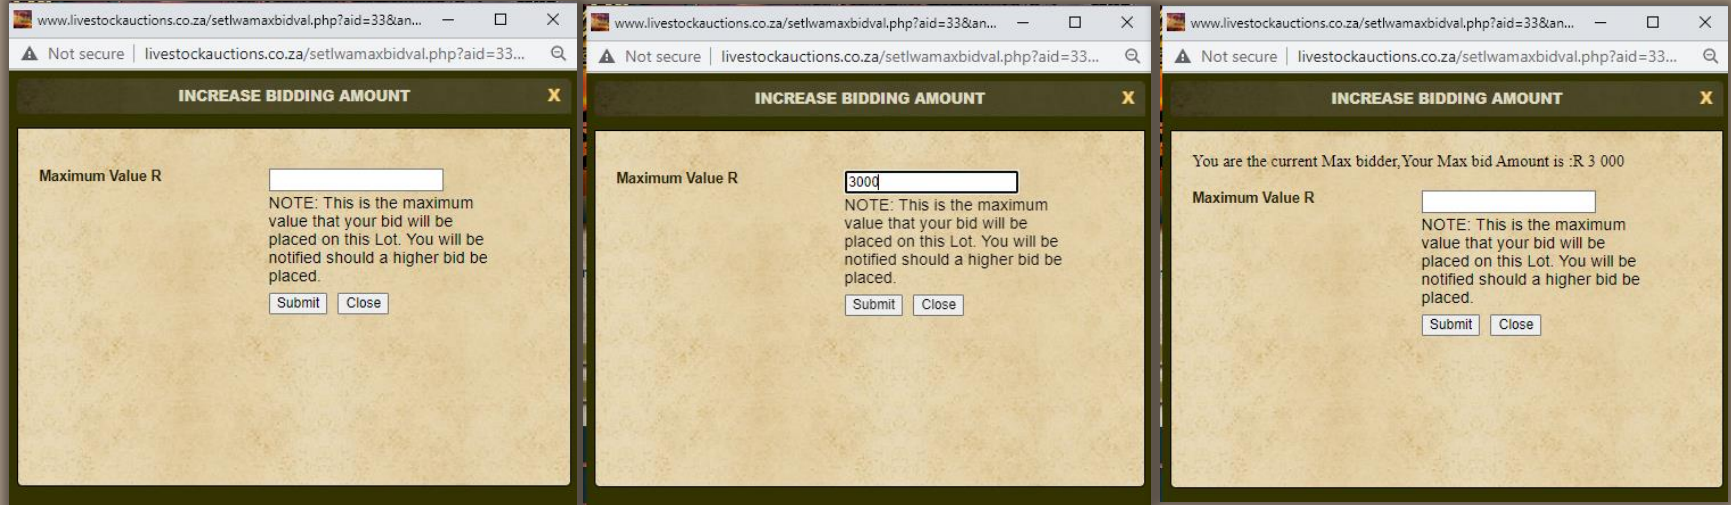 www.livestockauctions.co.za/setlwamaxbidval.php?aid=33&an...
Not secure | livestockauctions.co.za/setlwamaxbidval.php?aid=33...
INCREASE BIDDING AMOUNT X
Maximum Value R
NOTE: This is the maximum
value that your bid will be
placed on this Lot. You will be
notified should a higher bid be
placed.
Submit Close
www.livestockauctions.co.za/setlwamaxbidval.php?aid=33&an...
Not secure | livestockauctions.co.za/setlwamaxbidval.php?aid=33...
INCREASE BIDDING AMOUNT X
Maximum Value R 3000
NOTE: This is the maximum
value that your bid will be
placed on this Lot. You will be
notified should a higher bid be
placed.
Submit Close
www.livestockauctions.co.za/setlwamaxbidval.php?aid=33&an...
Not secure | livestockauctions.co.za/setlwamaxbidval.php?aid=33...
INCREASE BIDDING AMOUNT X
You are the current Max bidder,Your Max bid Amount is :R 3 000
Maximum Value R
NOTE: This is the maximum
value that your bid will be
placed on this Lot. You will be
notified should a higher bid be
placed.
Submit Close